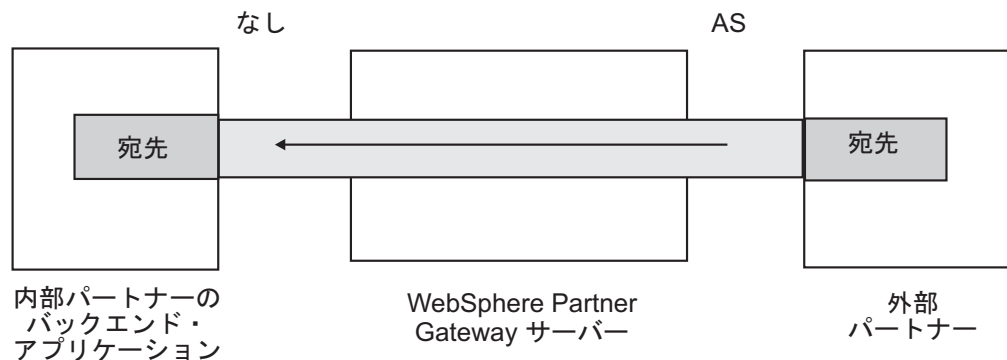 なし
AS
宛先
宛先
内部パートナーの
バックエンド・
アプリケーション
WebSphere Partner
Gateway サーバー
外部
パートナー